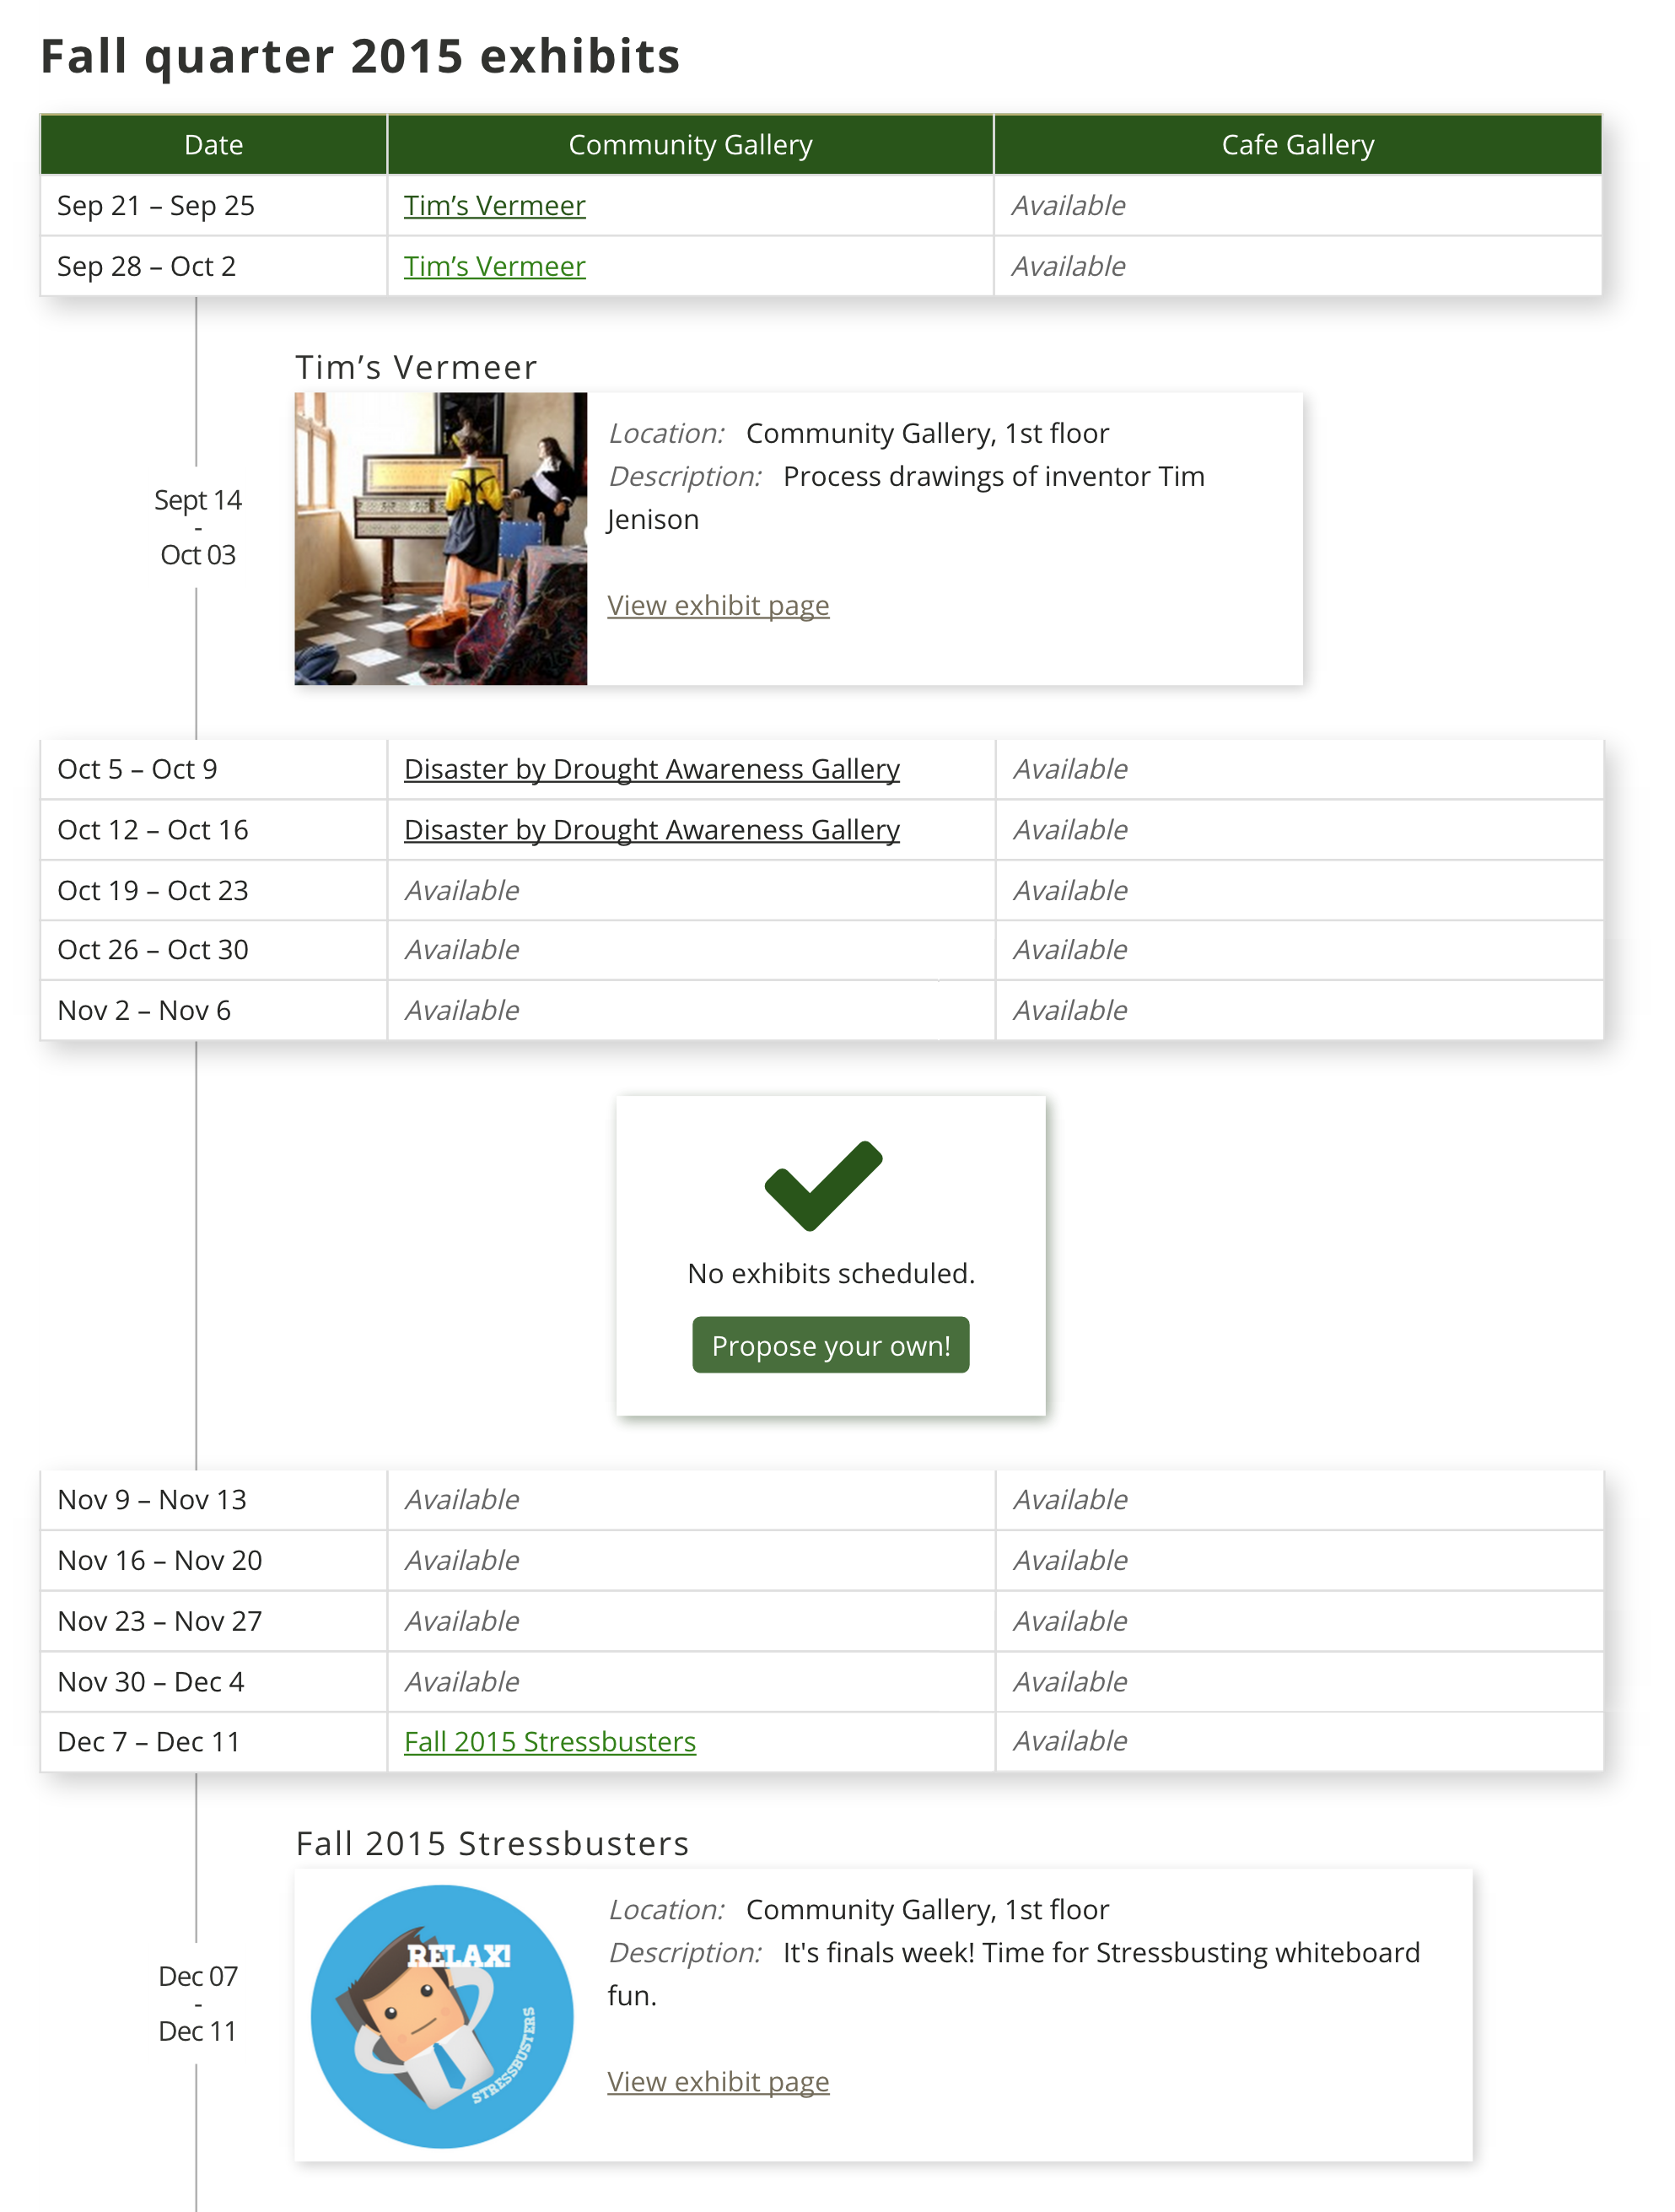 Fall quarter 2015 exhibits
Date Community Gallery Cafe Gallery
Sep 21 – Sep 25 Tim’s Vermeer Available
Sep 28 – Oct 2 Tim’s Vermeer Available
Tim’s Vermeer
Location: Community Gallery, 1st floor
Description: Process drawings of inventor Tim
Jenison
Sept 14
-
Oct 03
View exhibit page
Oct 5 – Oct 9 Disaster by Drought Awareness Gallery Available
Oct 12 – Oct 16 Disaster by Drought Awareness Gallery Available
Oct 19 – Oct 23 Available Available
Oct 26 – Oct 30 Available Available
Nov 2 – Nov 6 Available Available
No exhibits scheduled.
Propose your own!
Nov 9 – Nov 13 Available Available
Nov 16 – Nov 20 Available Available
Nov 23 – Nov 27 Available Available
Nov 30 – Dec 4 Available Available
Dec 7 – Dec 11 Fall 2015 Stressbusters Available
Fall 2015 Stressbusters
RELAX!
STRESSBUSTERS
Location: Community Gallery, 1st floor
Description: It's finals week! Time for Stressbusting whiteboard
fun.
Dec 07
-
Dec 11
View exhibit page